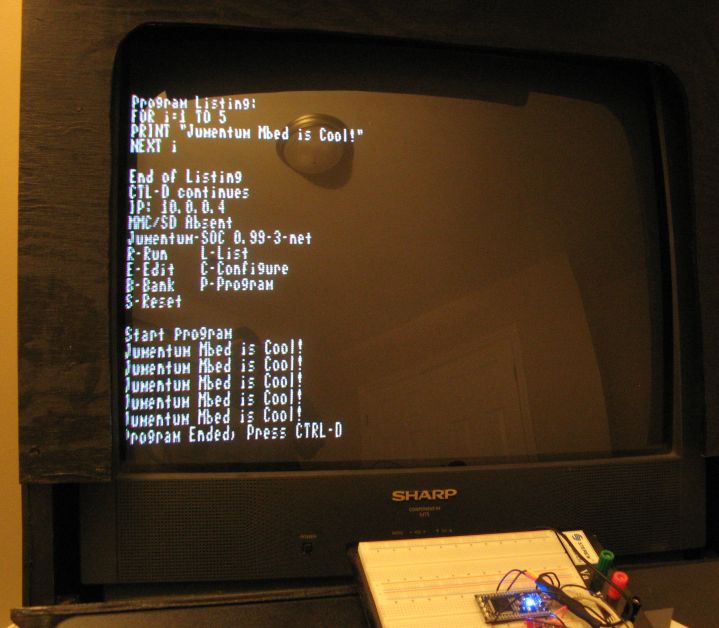 Program Listing:
FOR i=1 TO 5
PRINT "Jumentum Mbed is Cool!"
NEXT i
End of Listing
CTL-D continues
IP: 10.0.0.4
MMC/SD Absent
Jumentum-SOC 0.99-3-net
R-Run L-List
E-Edit C-Configure
B-Bank P-Program
S-Reset
Start Program
Jumentum Mbed is Cool!
Jumentum Mbed is Cool!
Jumentum Mbed is Cool!
Jumentum Mbed is Cool!
Jumentum Mbed is Cool!
Program Ended, Press CTRL-D
SHARP
POWER